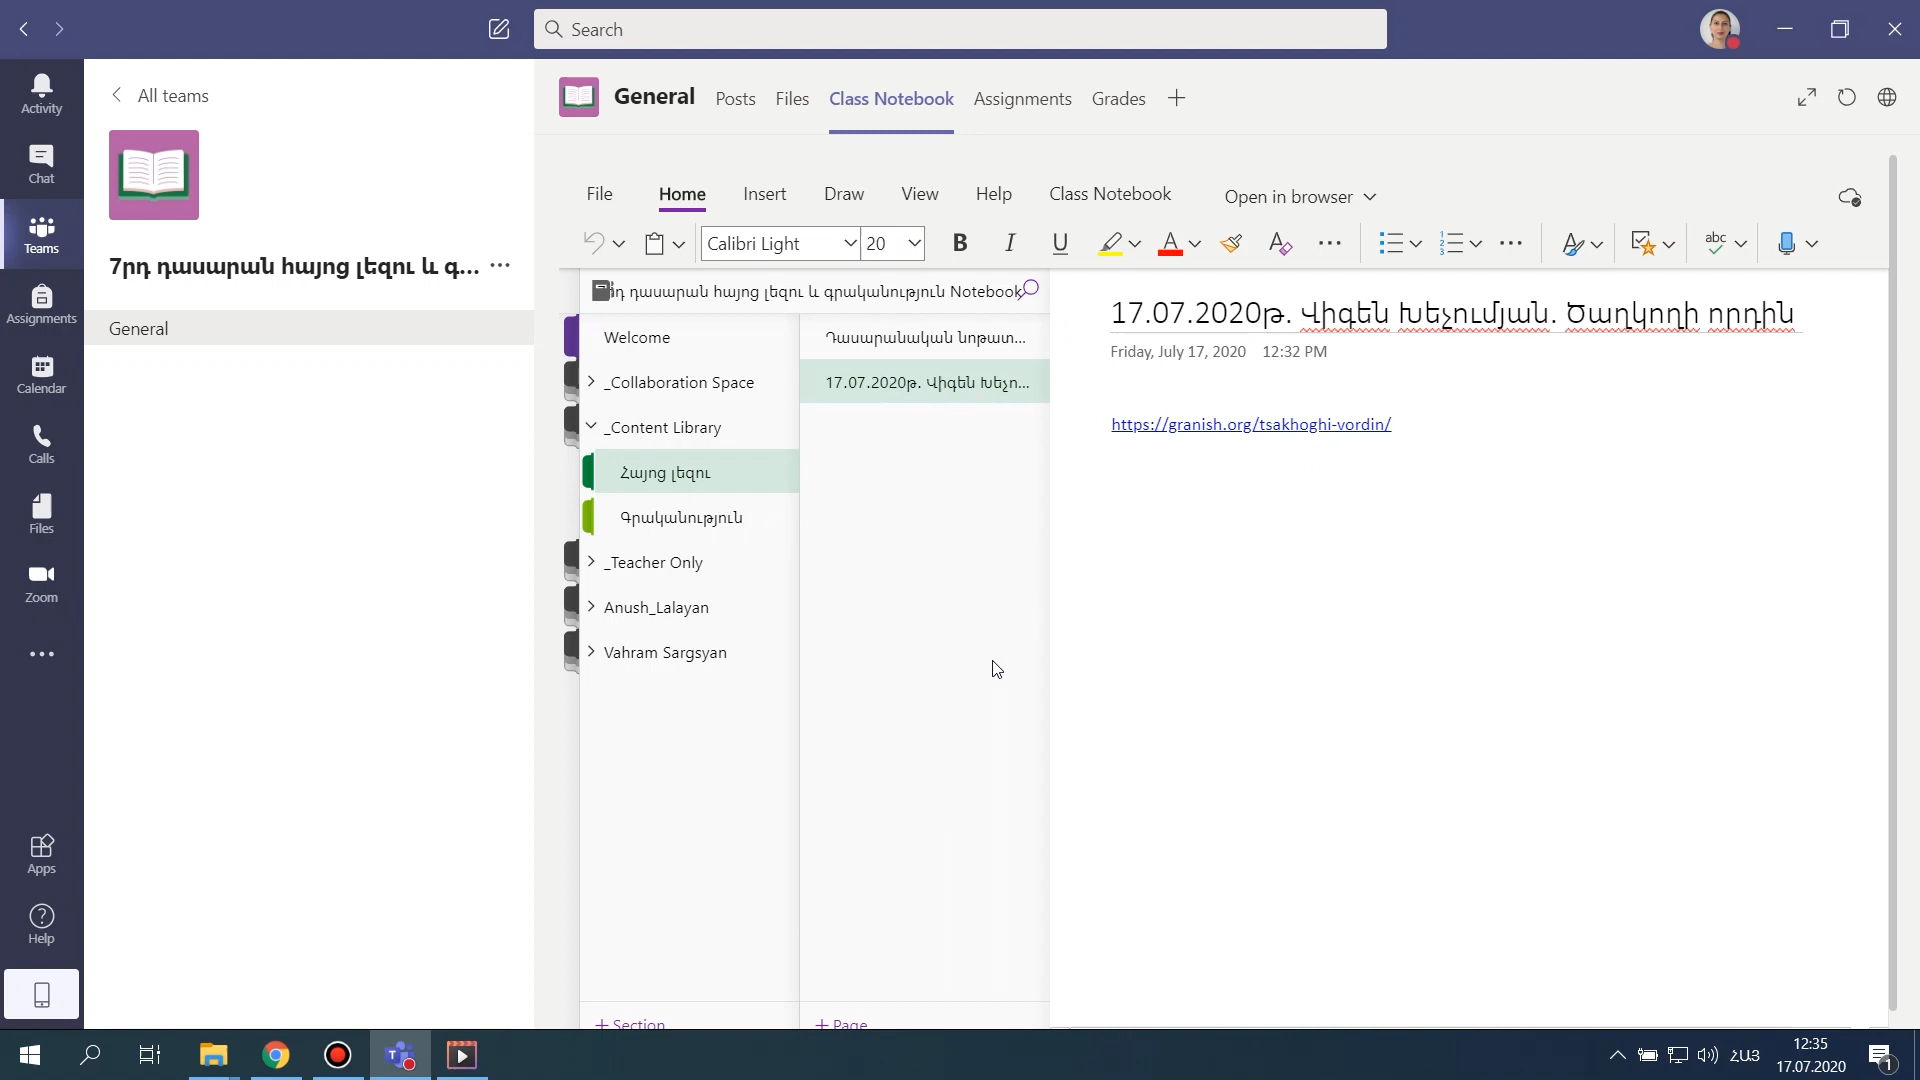 Search
Activity
Chat
Teams
Assignments
Calendar
Calls
Files
Zoom
Apps
Help
All teams
7րդ դասարան հայոց լեզու և գ...
General
General
Posts
Files
Class Notebook
Assignments
Grades
File
Home
Insert
Draw
View
Help
Class Notebook
Open in browser
Calibri Light
20
B
I
U
A
A
abc
րդ դասարան հայոց լեզու և գրականություն Notebook
Welcome
_Collaboration Space
_Content Library
Հայոց լեզու
Գրականություն
_Teacher Only
Anush_Lalayan
Vahram Sargsyan
+ Section
Դասարանական նոթատ...
17.07.2020թ. Վիգեն Խեչո...
+ Page
17.07.2020թ. Վիգեն Խեչումյան. Ծաղկողի որդին
Friday, July 17, 2020 12:32 PM
https://granish.org/tsakhoghi-vordin/
ՀԱՅ
12:35
17.07.2020
1